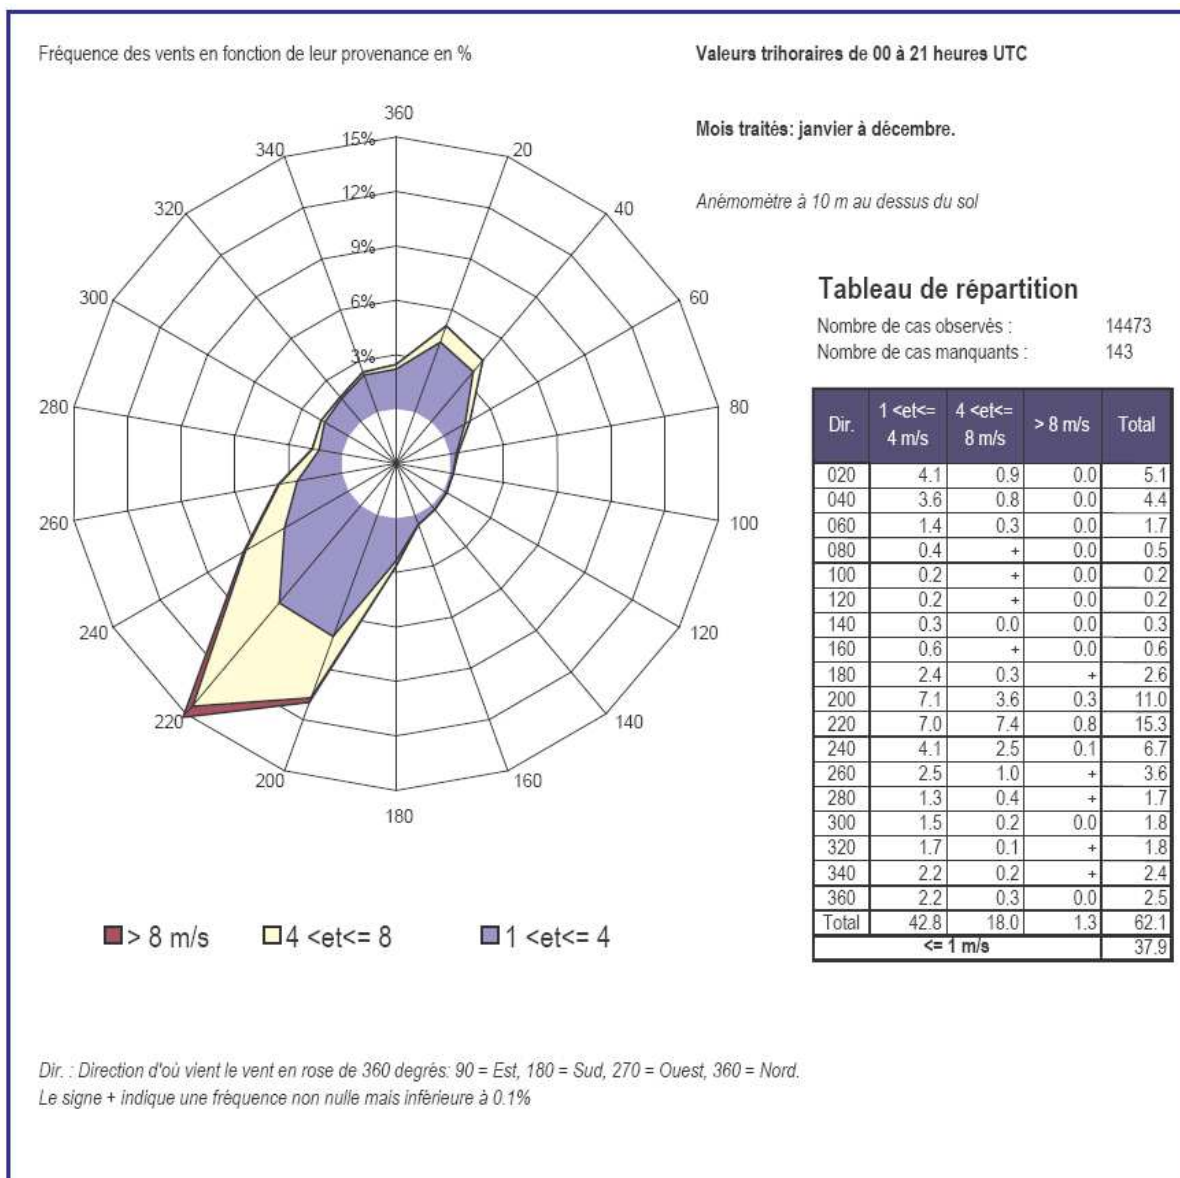 Fréquence des vents en fonction de leur provenance en %
Valeurs trihoraires de 00 à 21 heures UTC
Mois traités: janvier à décembre.
Anémomètre à 10 m au dessus du sol
360
20
40
60
80
100
120
140
160
180
200
220
240
260
280
300
320
340
15%
12%
9%
6%
3%
Tableau de répartition
Nombre de cas observés : 14473
Nombre de cas manquants : 143
Dir. 1 <et<= 4 m/s 4 <et<= 8 m/s > 8 m/s Total
020 4.1 0.9 0.0 5.1
040 3.6 0.8 0.0 4.4
060 1.4 0.3 0.0 1.7
080 0.4 + 0.0 0.5
100 0.2 + 0.0 0.2
120 0.2 + 0.0 0.2
140 0.3 0.0 0.0 0.3
160 0.6 + 0.0 0.6
180 2.4 0.3 + 2.6
200 7.1 3.6 0.3 11.0
220 7.0 7.4 0.8 15.3
240 4.1 2.5 0.1 6.7
260 2.5 1.0 + 3.6
280 1.3 0.4 + 1.7
300 1.5 0.2 0.0 1.8
320 1.7 0.1 + 1.8
340 2.2 0.2 + 2.4
360 2.2 0.3 0.0 2.5
Total 42.8 18.0 1.3 62.1
<= 1 m/s 37.9
> 8 m/s 4 <et<= 8 1 <et<= 4
Dir. : Direction d'où vient le vent en rose de 360 degrés: 90 = Est, 180 = Sud, 270 = Ouest, 360 = Nord.
Le signe + indique une fréquence non nulle mais inférieure à 0.1%